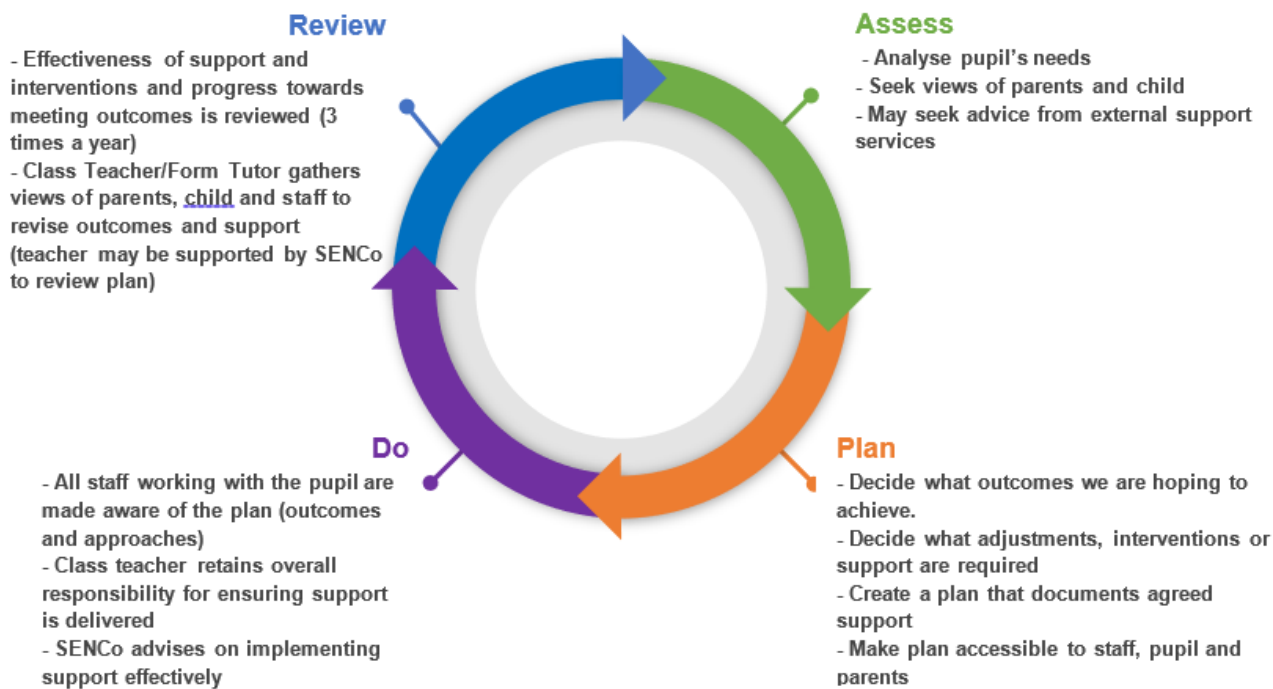 Review
- Effectiveness of support and
interventions and progress towards
meeting outcomes is reviewed (3
times a year)
- Class Teacher/Form Tutor gathers
views of parents, child and staff to
revise outcomes and support
(teacher may be supported by SENCo
to review plan)
Assess
- Analyse pupil's needs
- Seek views of parents and child
- May seek advice from external support
services
Do
- All staff working with the pupil are
made aware of the plan (outcomes
and approaches)
- Class teacher retains overall
responsibility for ensuring support
is delivered
- SENCo advises on implementing
support effectively
Plan
- Decide what outcomes we are hoping to
achieve.
- Decide what adjustments, interventions or
support are required
- Create a plan that documents agreed
support
- Make plan accessible to staff, pupil and
parents